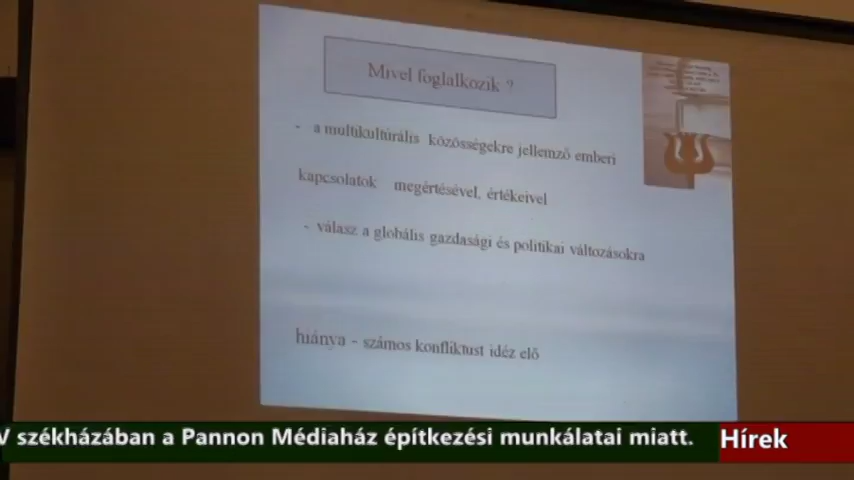 Mivel foglalkozik ?
- a multikultúrális közösségekre jellemző emberi
kapcsolatok megértésével, értékeivel
- válasz a globális gazdasági és politikai változásokra
hiánya - számos konfliktust idéz elő
székházában a Pannon Médiaház építkezési munkálatai miatt.
Hírek